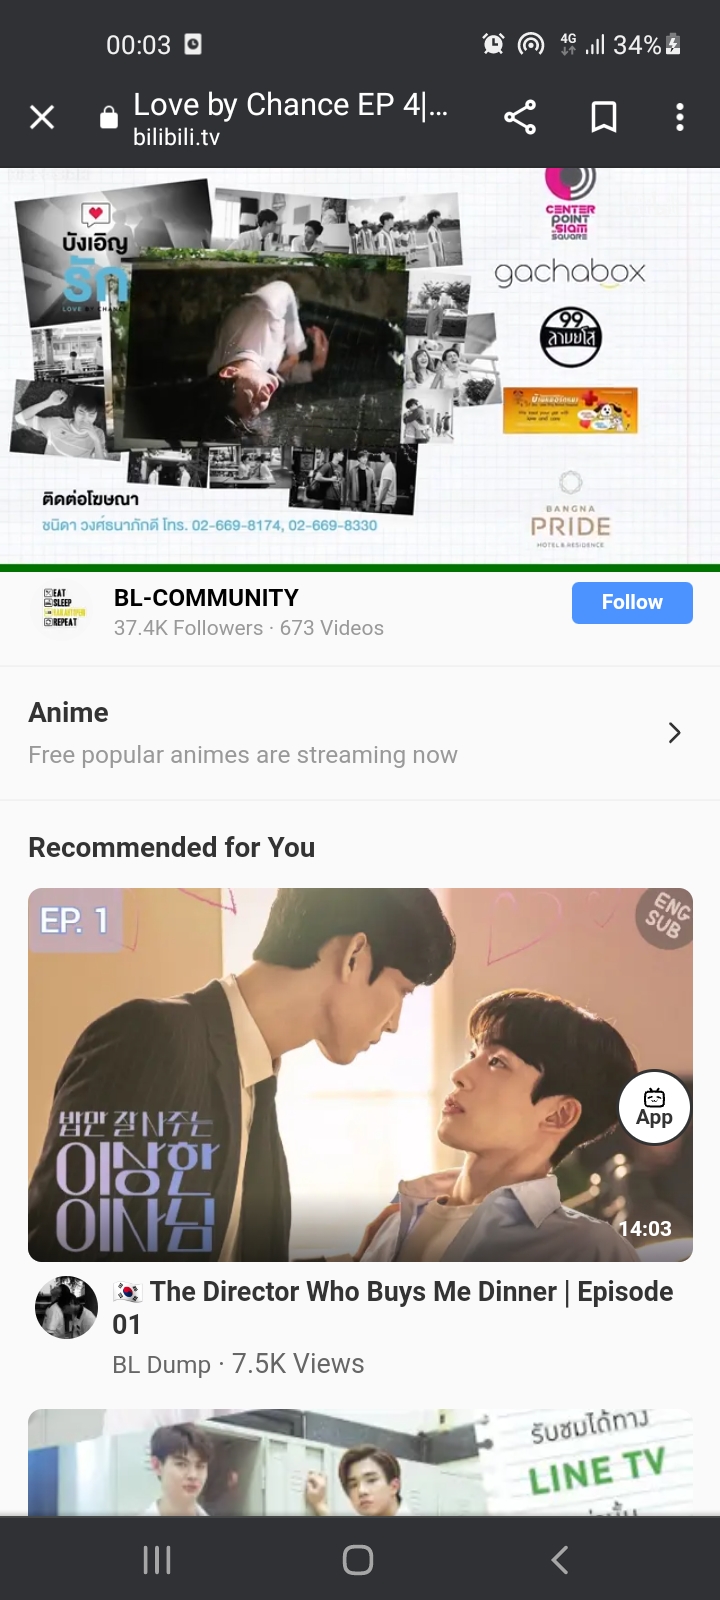 00:03
4G 34%
Love by Chance EP 4|...
bilibili.tv
บังเอิญ
รัก
LOVE BY CHANCE
CENTER
POINT
SIAM
SQUARE
gachabox
99
ติดต่อโฆษณา
ชนิดา วงศ์ธนาภักดี โทร. 02-669-8174, 02-669-8330
BANGNA
PRIDE
HOTEL & RESIDENCE
EAT
SLEEP
REPEAT
BL-COMMUNITY
37.4K Followers · 673 Videos
Follow
Anime
Free popular animes are streaming now
Recommended for You
EP. 1
ENG
SUB
밥만 잘 사주는
이상한
이사님
App
14:03
🇰🇷 The Director Who Buys Me Dinner | Episode
01
BL Dump · 7.5K Views
รับชมได้ทาง
LINE TV